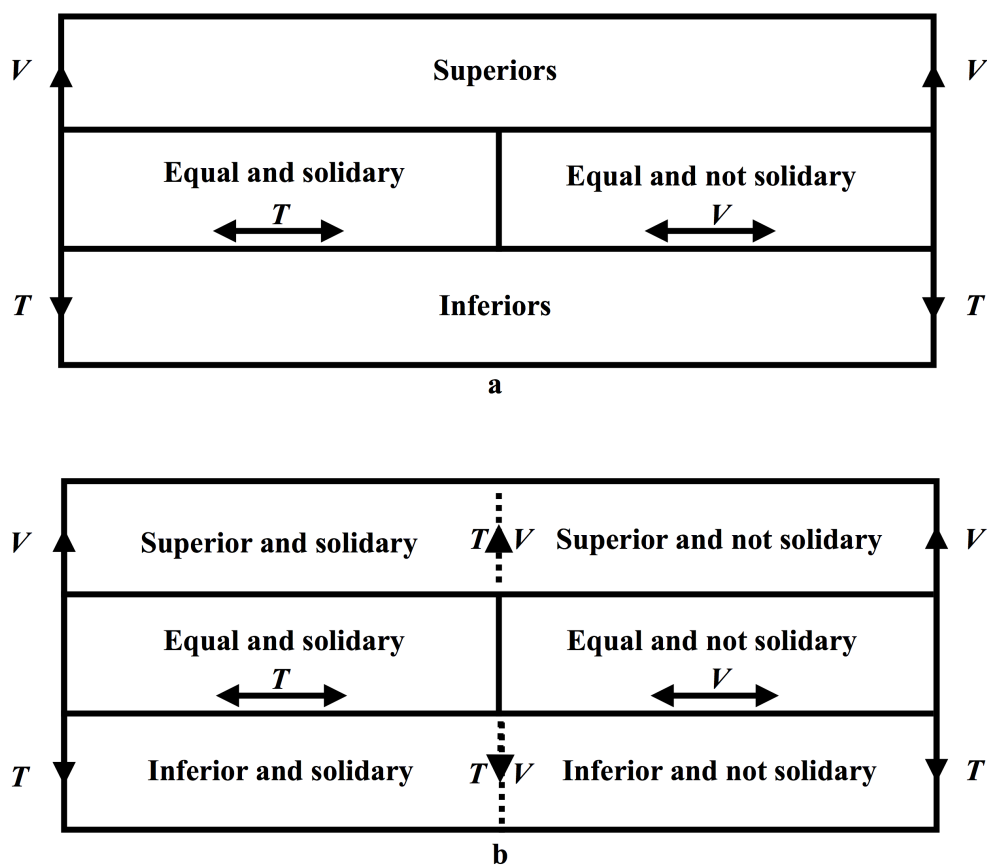 V Superiors V
Equal and solidary Equal and not solidary
T V
T Inferiors T
a
V Superior and solidary T V Superior and not solidary V
Equal and solidary Equal and not solidary
T V
T Inferior and solidary T V Inferior and not solidary T
b